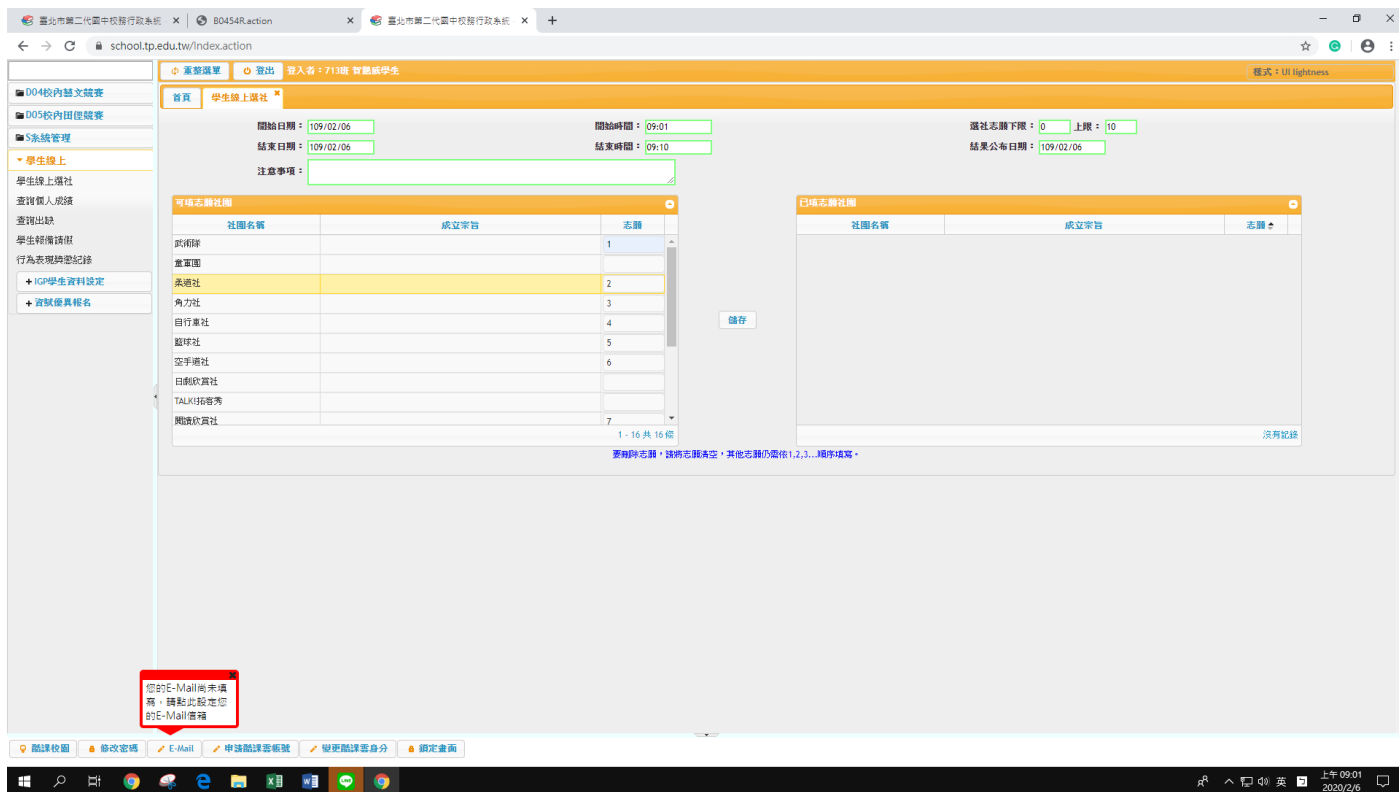 臺北市第二代國中校務行政系統
B0454R.action
臺北市第二代國中校務行政系統
school.tp.edu.tw/Index.action
重整選單 登出 登入者：713班 賀凱紙學生 樣式：UI lightness
D04校內藝文競賽
D05校內田徑競賽
S系統管理
學生線上
學生線上選社
查詢個人成績
查詢出缺
學生報備請假
行為表現獎懲紀錄
IGP學生資料設定
資賦優異報名
首頁 學生線上選社
開始日期： 109/02/06 開始時間： 09:01 選社志願下限： 0 上限： 10
結束日期： 109/02/06 結束時間： 09:10 結果公布日期： 109/02/06
注意事項：
可填志願社團
社團名稱 成立宗旨 志願
武術隊 1
童軍團
柔道社 2
角力社 3
自行車社 4
籃球社 5
空手道社 6
日劇欣賞社
TALK!拓客秀
閱讀欣賞社 7
1 - 16 共 16 條
儲存
已填志願社團
社團名稱 成立宗旨 志願
沒有記錄
要刪除志願，請將志願清空，其他志願仍需依1,2,3...順序填寫。
您的E-Mail尚未填
寫，請點此設定您
的E-Mail信箱
酷課校園 修改密碼 E-Mail 申請酷課雲帳號 變更酷課雲身分 鎖定畫面
英 上午 09:01
2020/2/6